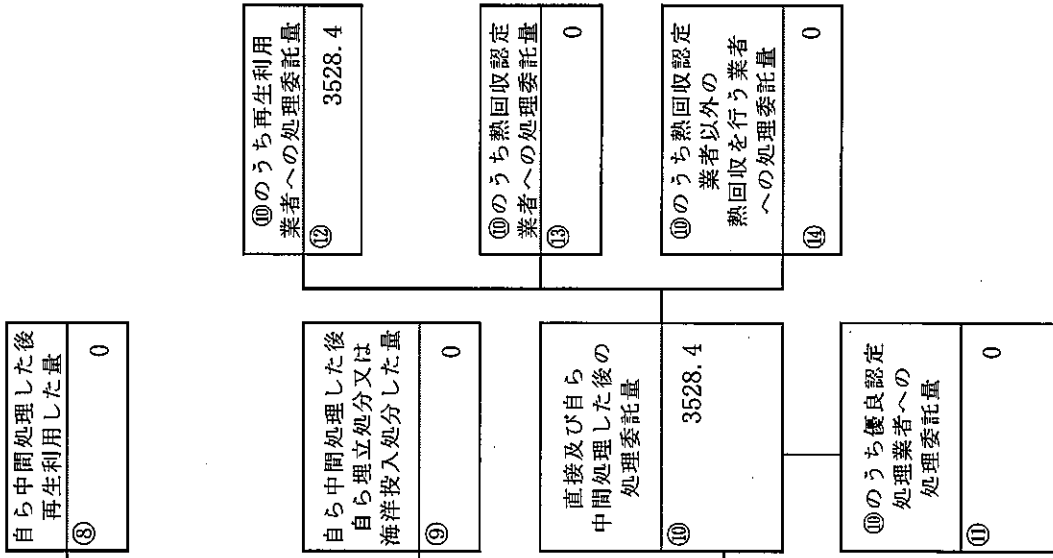 自ら中間処理した後
再生利用した量
⑧ 0
自ら中間処理した後
自ら埋立処分又は
海洋投入処分した量
⑨ 0
直接及び自ら
中間処理した後の
処理委託量
⑩ 3528.4
⑩のうち優良認定
処理業者への
処理委託量
⑪ 0
⑩のうち再生利用
業者への処理委託量
⑫ 3528.4
⑩のうち熱回収認定
業者への処理委託量
⑬ 0
⑩のうち熱回収認定
業者以外の
熱回収を行う業者
への処理委託量
⑭ 0